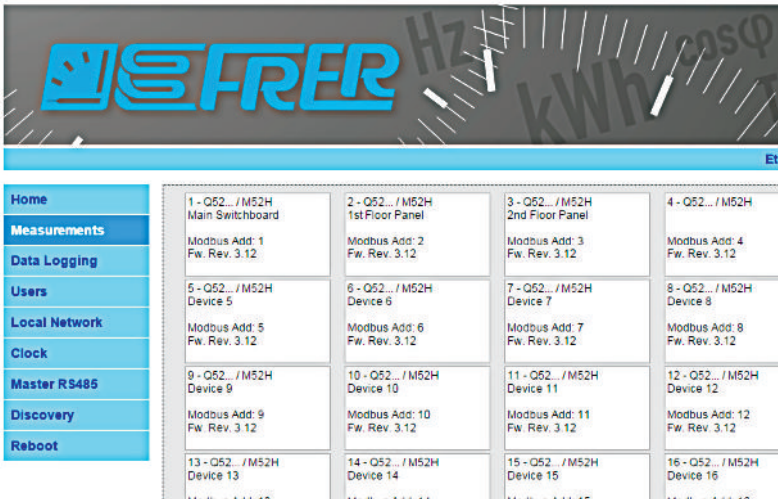 FRER
Hz
kWh
cosφ
Et
Home
Measurements
Data Logging
Users
Local Network
Clock
Master RS485
Discovery
Reboot
1 - Q52... / M52H
Main Switchboard
Modbus Add: 1
Fw. Rev. 3.12
2 - Q52... / M52H
1st Floor Panel
Modbus Add: 2
Fw. Rev. 3.12
3 - Q52... / M52H
2nd Floor Panel
Modbus Add: 3
Fw. Rev. 3.12
4 - Q52... / M52H
Modbus Add: 4
Fw. Rev. 3.12
5 - Q52... / M52H
Device 5
Modbus Add: 5
Fw. Rev. 3.12
6 - Q52... / M52H
Device 6
Modbus Add: 6
Fw. Rev. 3.12
7 - Q52... / M52H
Device 7
Modbus Add: 7
Fw. Rev. 3.12
8 - Q52... / M52H
Device 8
Modbus Add: 8
Fw. Rev. 3.12
9 - Q52... / M52H
Device 9
Modbus Add: 9
Fw. Rev. 3.12
10 - Q52... / M52H
Device 10
Modbus Add: 10
Fw. Rev. 3.12
11 - Q52... / M52H
Device 11
Modbus Add: 11
Fw. Rev. 3.12
12 - Q52... / M52H
Device 12
Modbus Add: 12
Fw. Rev. 3.12
13 - Q52... / M52H
Device 13
14 - Q52... / M52H
Device 14
15 - Q52... / M52H
Device 15
16 - Q52... / M52H
Device 16